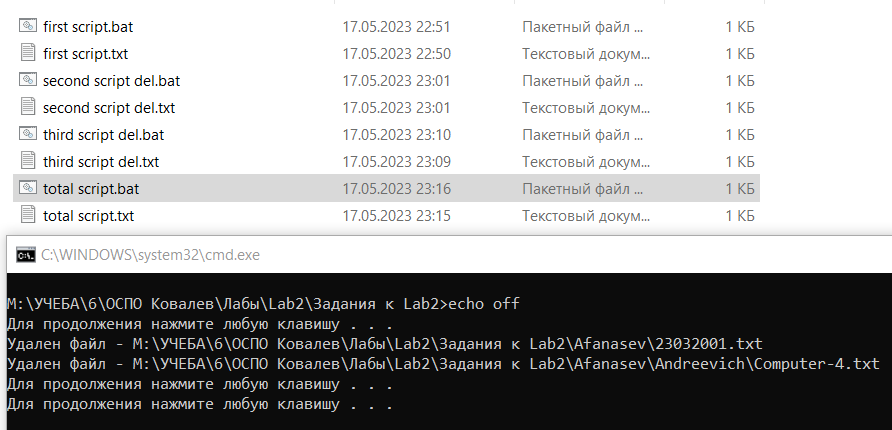 first script.bat 17.05.2023 22:51 Пакетный файл ... 1 КБ
first script.txt 17.05.2023 22:50 Текстовый докум... 1 КБ
second script del.bat 17.05.2023 23:01 Пакетный файл ... 1 КБ
second script del.txt 17.05.2023 23:01 Текстовый докум... 1 КБ
third script del.bat 17.05.2023 23:10 Пакетный файл ... 1 КБ
third script del.txt 17.05.2023 23:09 Текстовый докум... 1 КБ
total script.bat 17.05.2023 23:16 Пакетный файл ... 1 КБ
total script.txt 17.05.2023 23:15 Текстовый докум... 1 КБ
C:\WINDOWS\system32\cmd.exe
M:\УЧЕБА\6\ОСПО Ковалев\Лабы\Lab2\Задания к Lab2>echo off
Для продолжения нажмите любую клавишу . . .
Удален файл - M:\УЧЕБА\6\ОСПО Ковалев\Лабы\Lab2\Задания к Lab2\Afanasev\23032001.txt
Удален файл - M:\УЧЕБА\6\ОСПО Ковалев\Лабы\Lab2\Задания к Lab2\Afanasev\Andreevich\Computer-4.txt
Для продолжения нажмите любую клавишу . . .
Для продолжения нажмите любую клавишу . . .